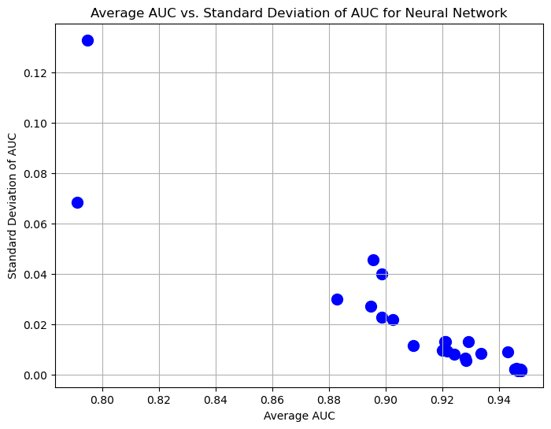 Average AUC vs. Standard Deviation of AUC for Neural Network
Standard Deviation of AUC
0.12
0.10
0.08
0.06
0.04
0.02
0.00
0.80 0.82 0.84 0.86 0.88 0.90 0.92 0.94
Average AUC